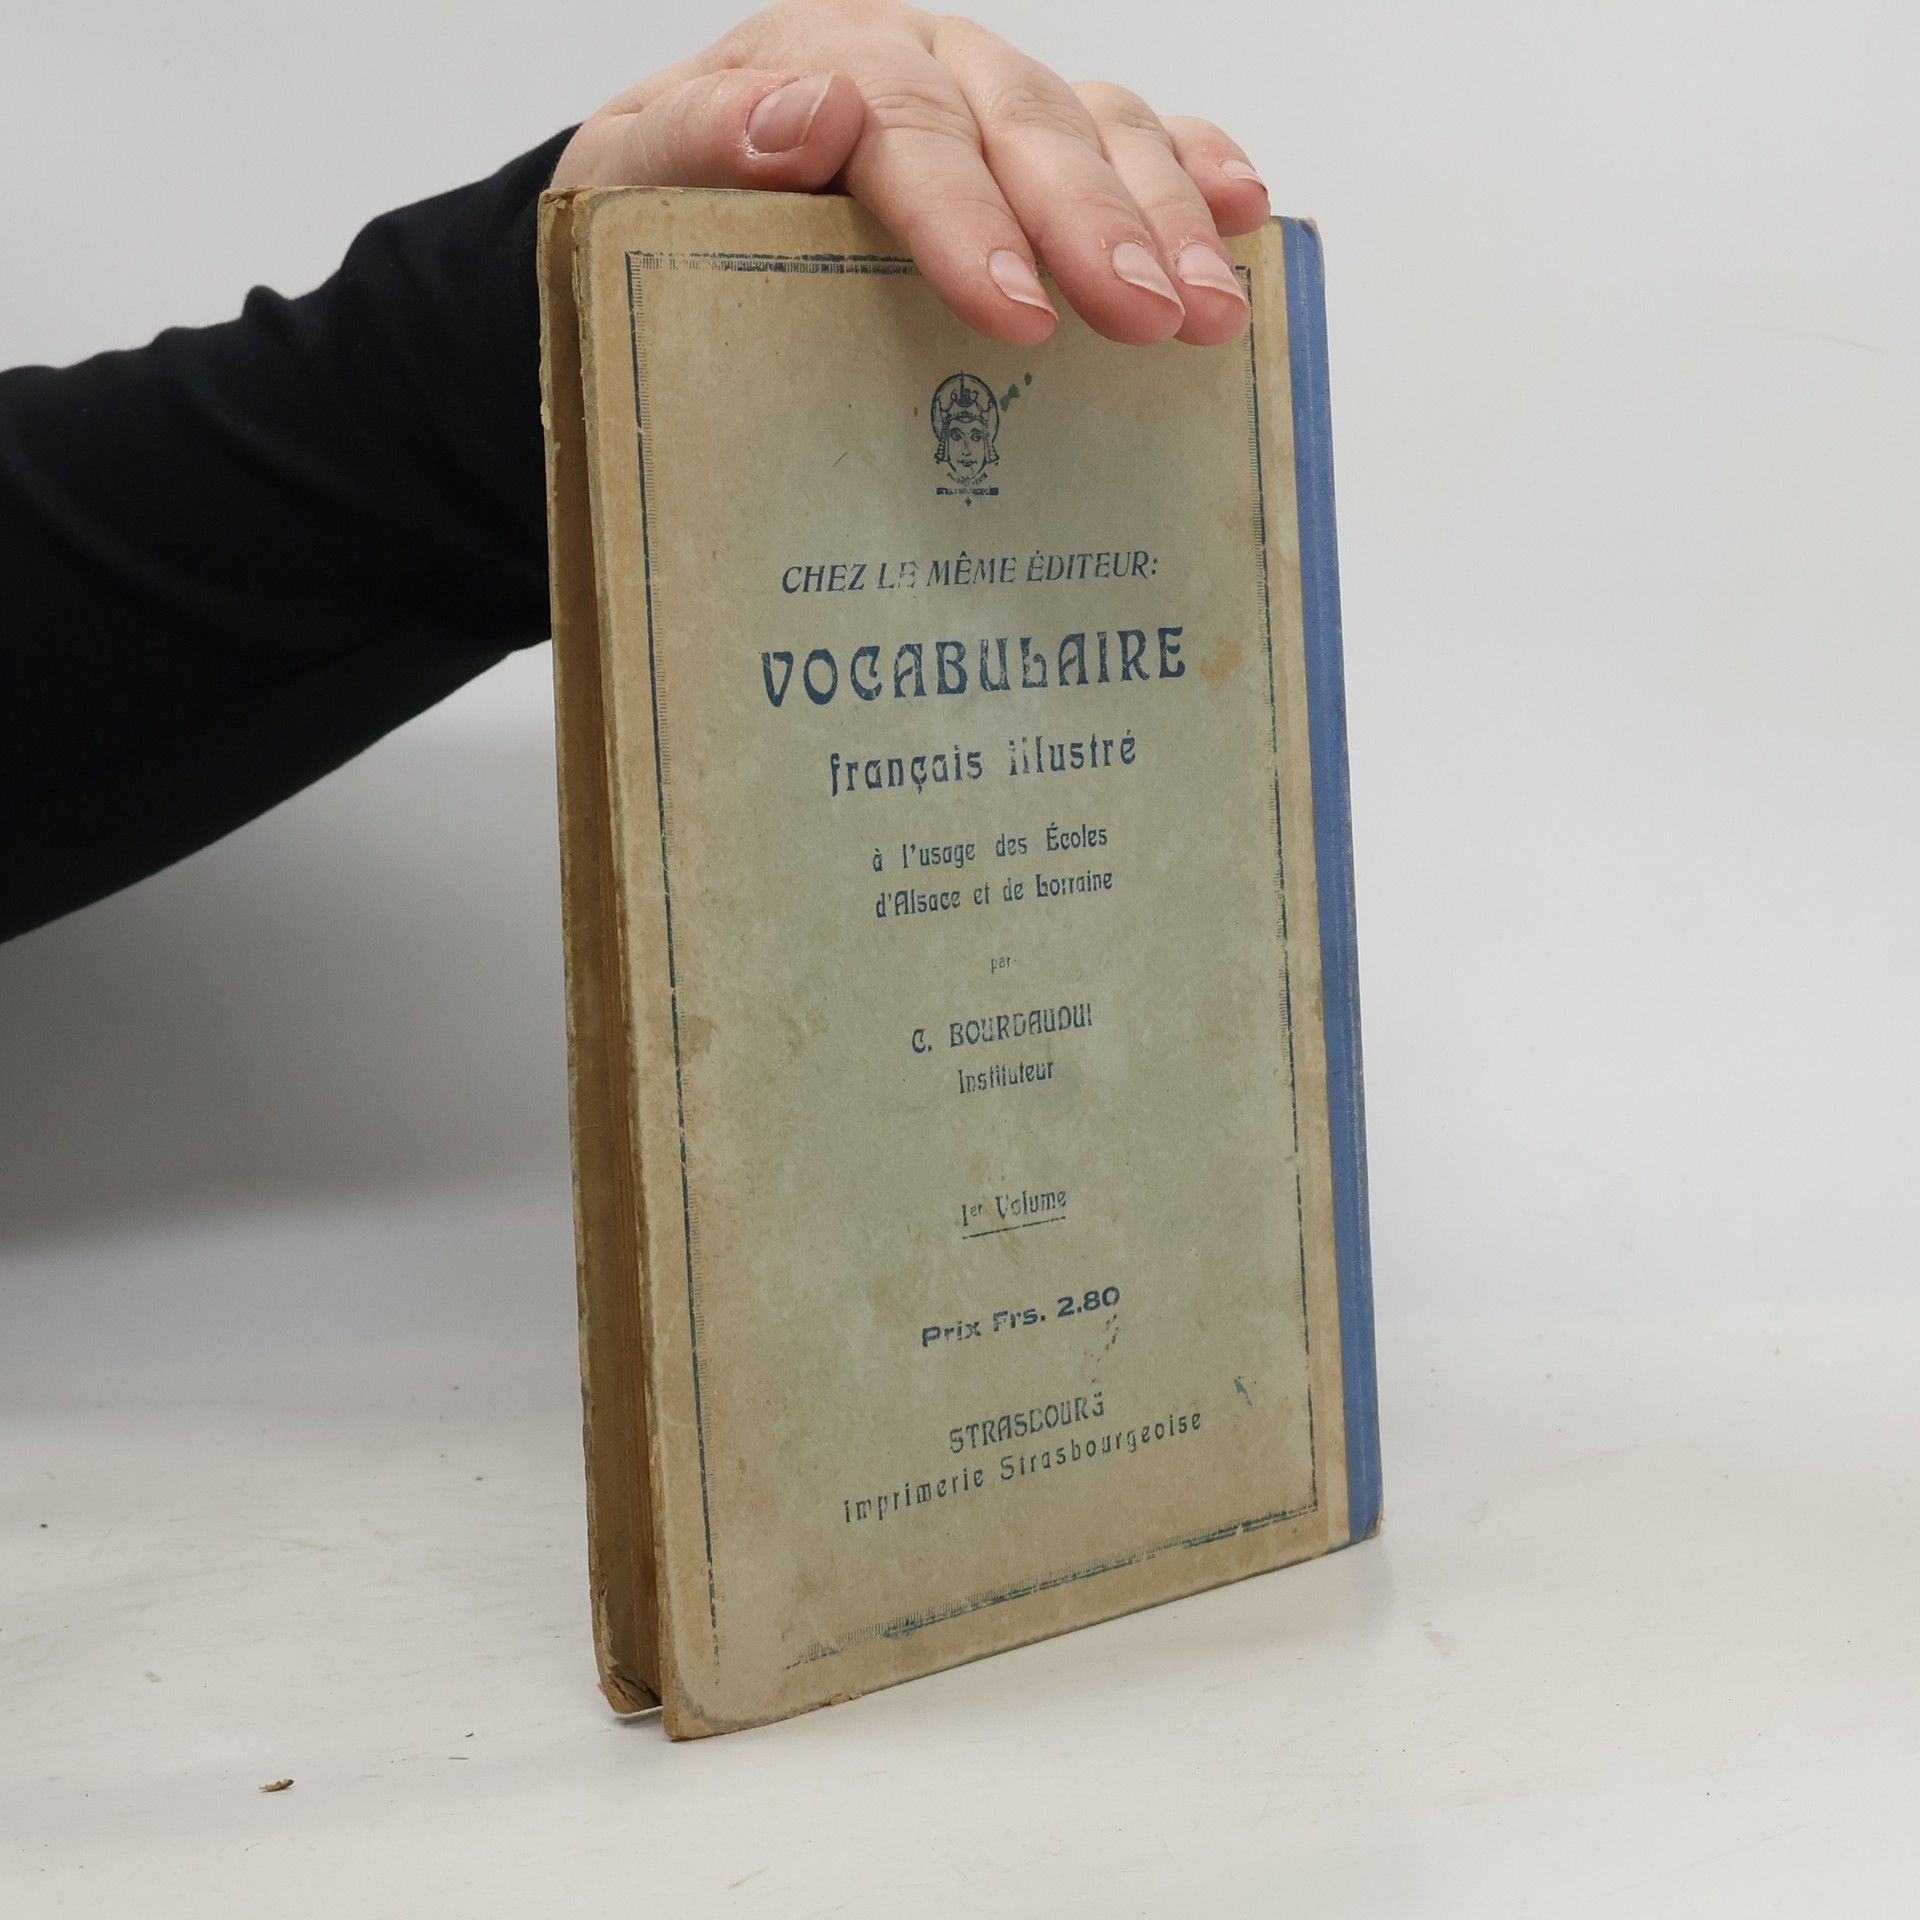 CHEZ LE MÊME ÉDITEUR:
VOCABULAIRE
français illustré
à l'usage des Écoles
d'Alsace et de Lorraine
par
C. BOURDAUDUI
Instituteur
1er Volume
Prix Frs. 2.80
STRASBOURG
Imprimerie Strasbourgeoise